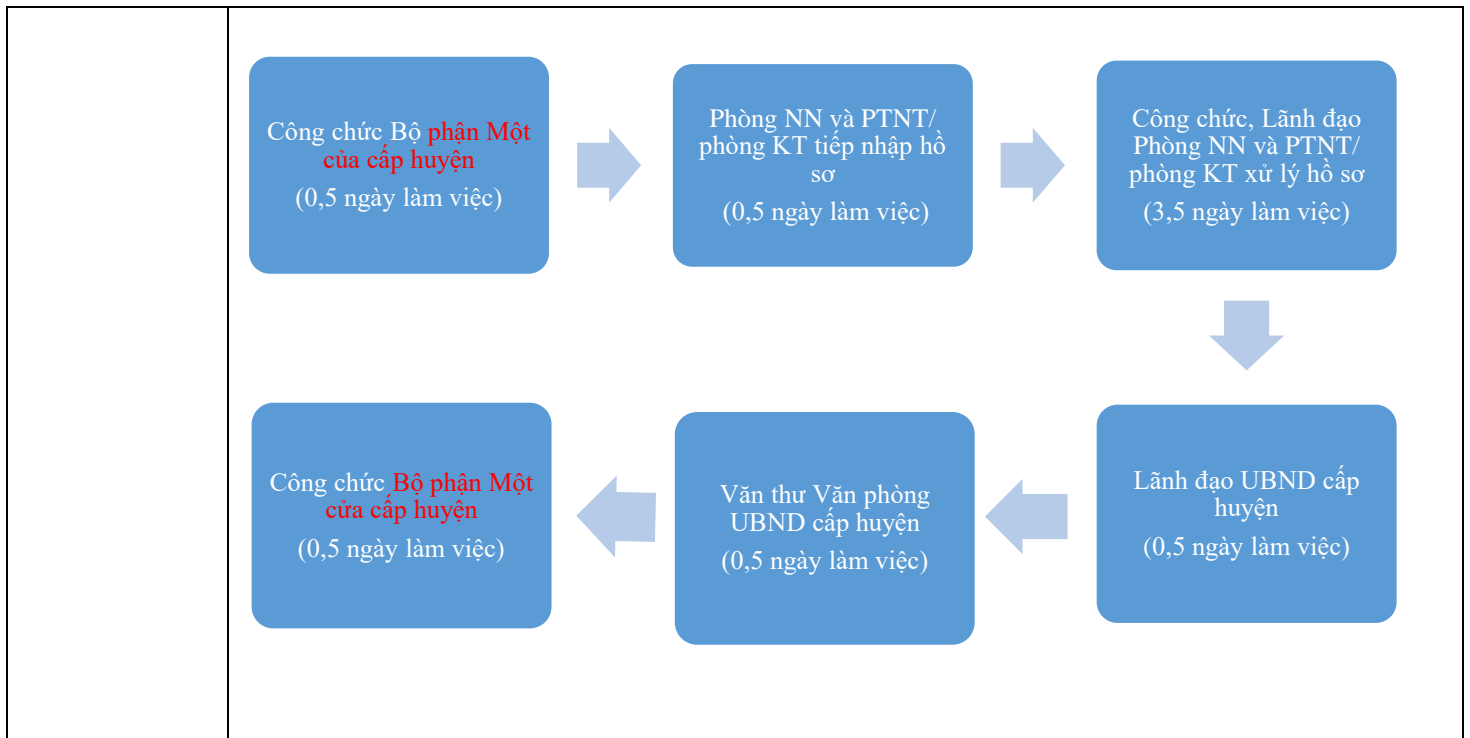 Công chức Bộ phận Một
của cấp huyện
(0,5 ngày làm việc)
Phòng NN và PTNT/
phòng KT tiếp nhập hồ
sơ
(0,5 ngày làm việc)
Công chức, Lãnh đạo
Phòng NN và PTNT/
phòng KT xử lý hồ sơ
(3,5 ngày làm việc)
Lãnh đạo UBND cấp
huyện
(0,5 ngày làm việc)
Văn thư Văn phòng
UBND cấp huyện
(0,5 ngày làm việc)
Công chức Bộ phận Một
cửa cấp huyện
(0,5 ngày làm việc)